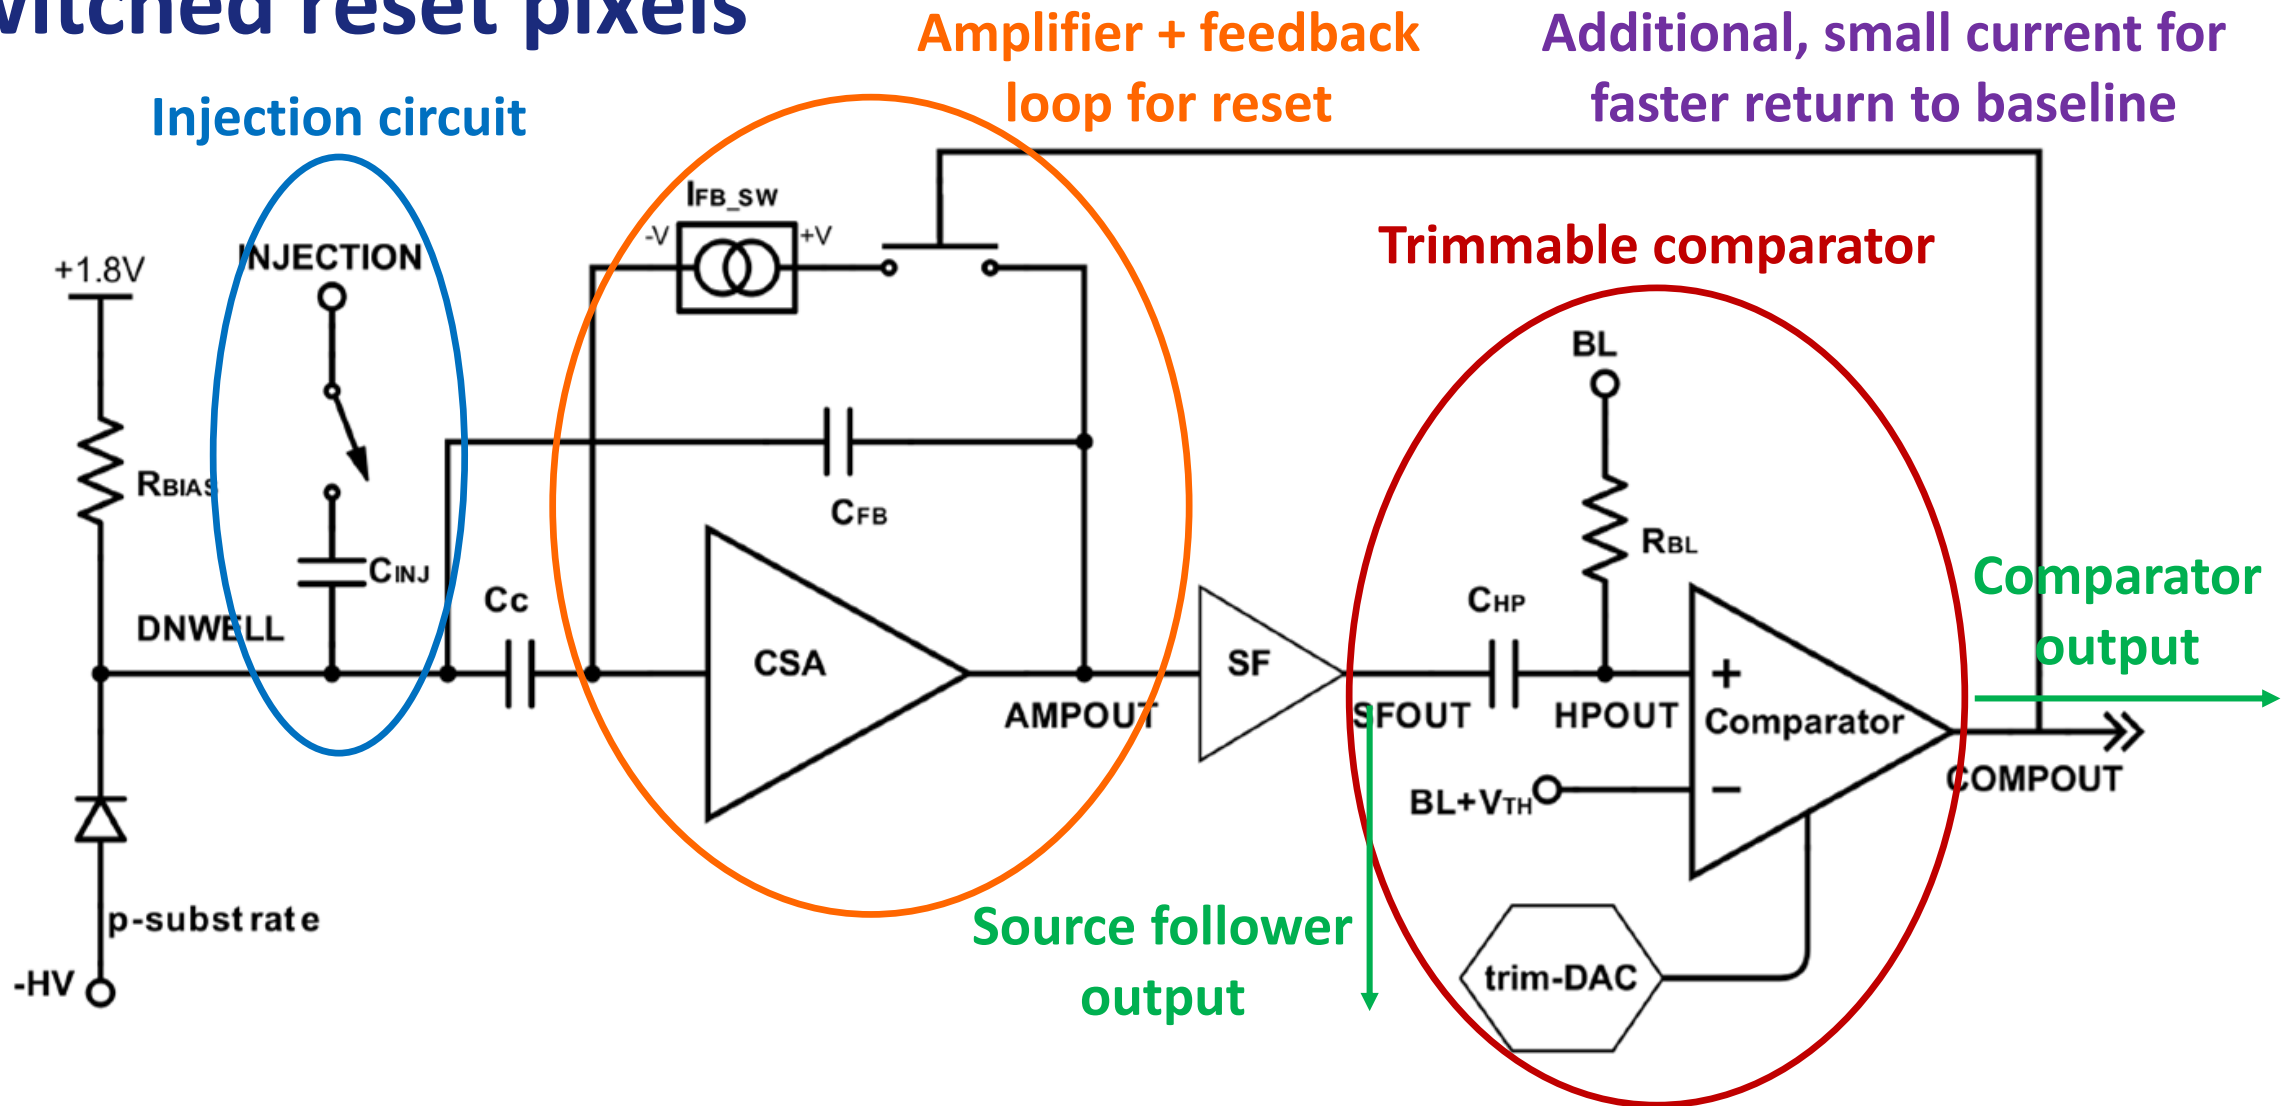 witched reset pixels
Amplifier + feedback
loop for reset
Additional, small current for
faster return to baseline
Injection circuit
IFB_SW
-V
+V
INJECTION
+1.8V
Trimmable comparator
BL
RBIAS
CFB
RBL
CINJ
Cc
CHP
Comparator
output
DNWELL
CSA
SF
+
AMPOUT
SFOUT
HPOUT
Comparator
BL+VTH
−
COMPOUT
p-substrate
Source follower
output
-HV
trim-DAC